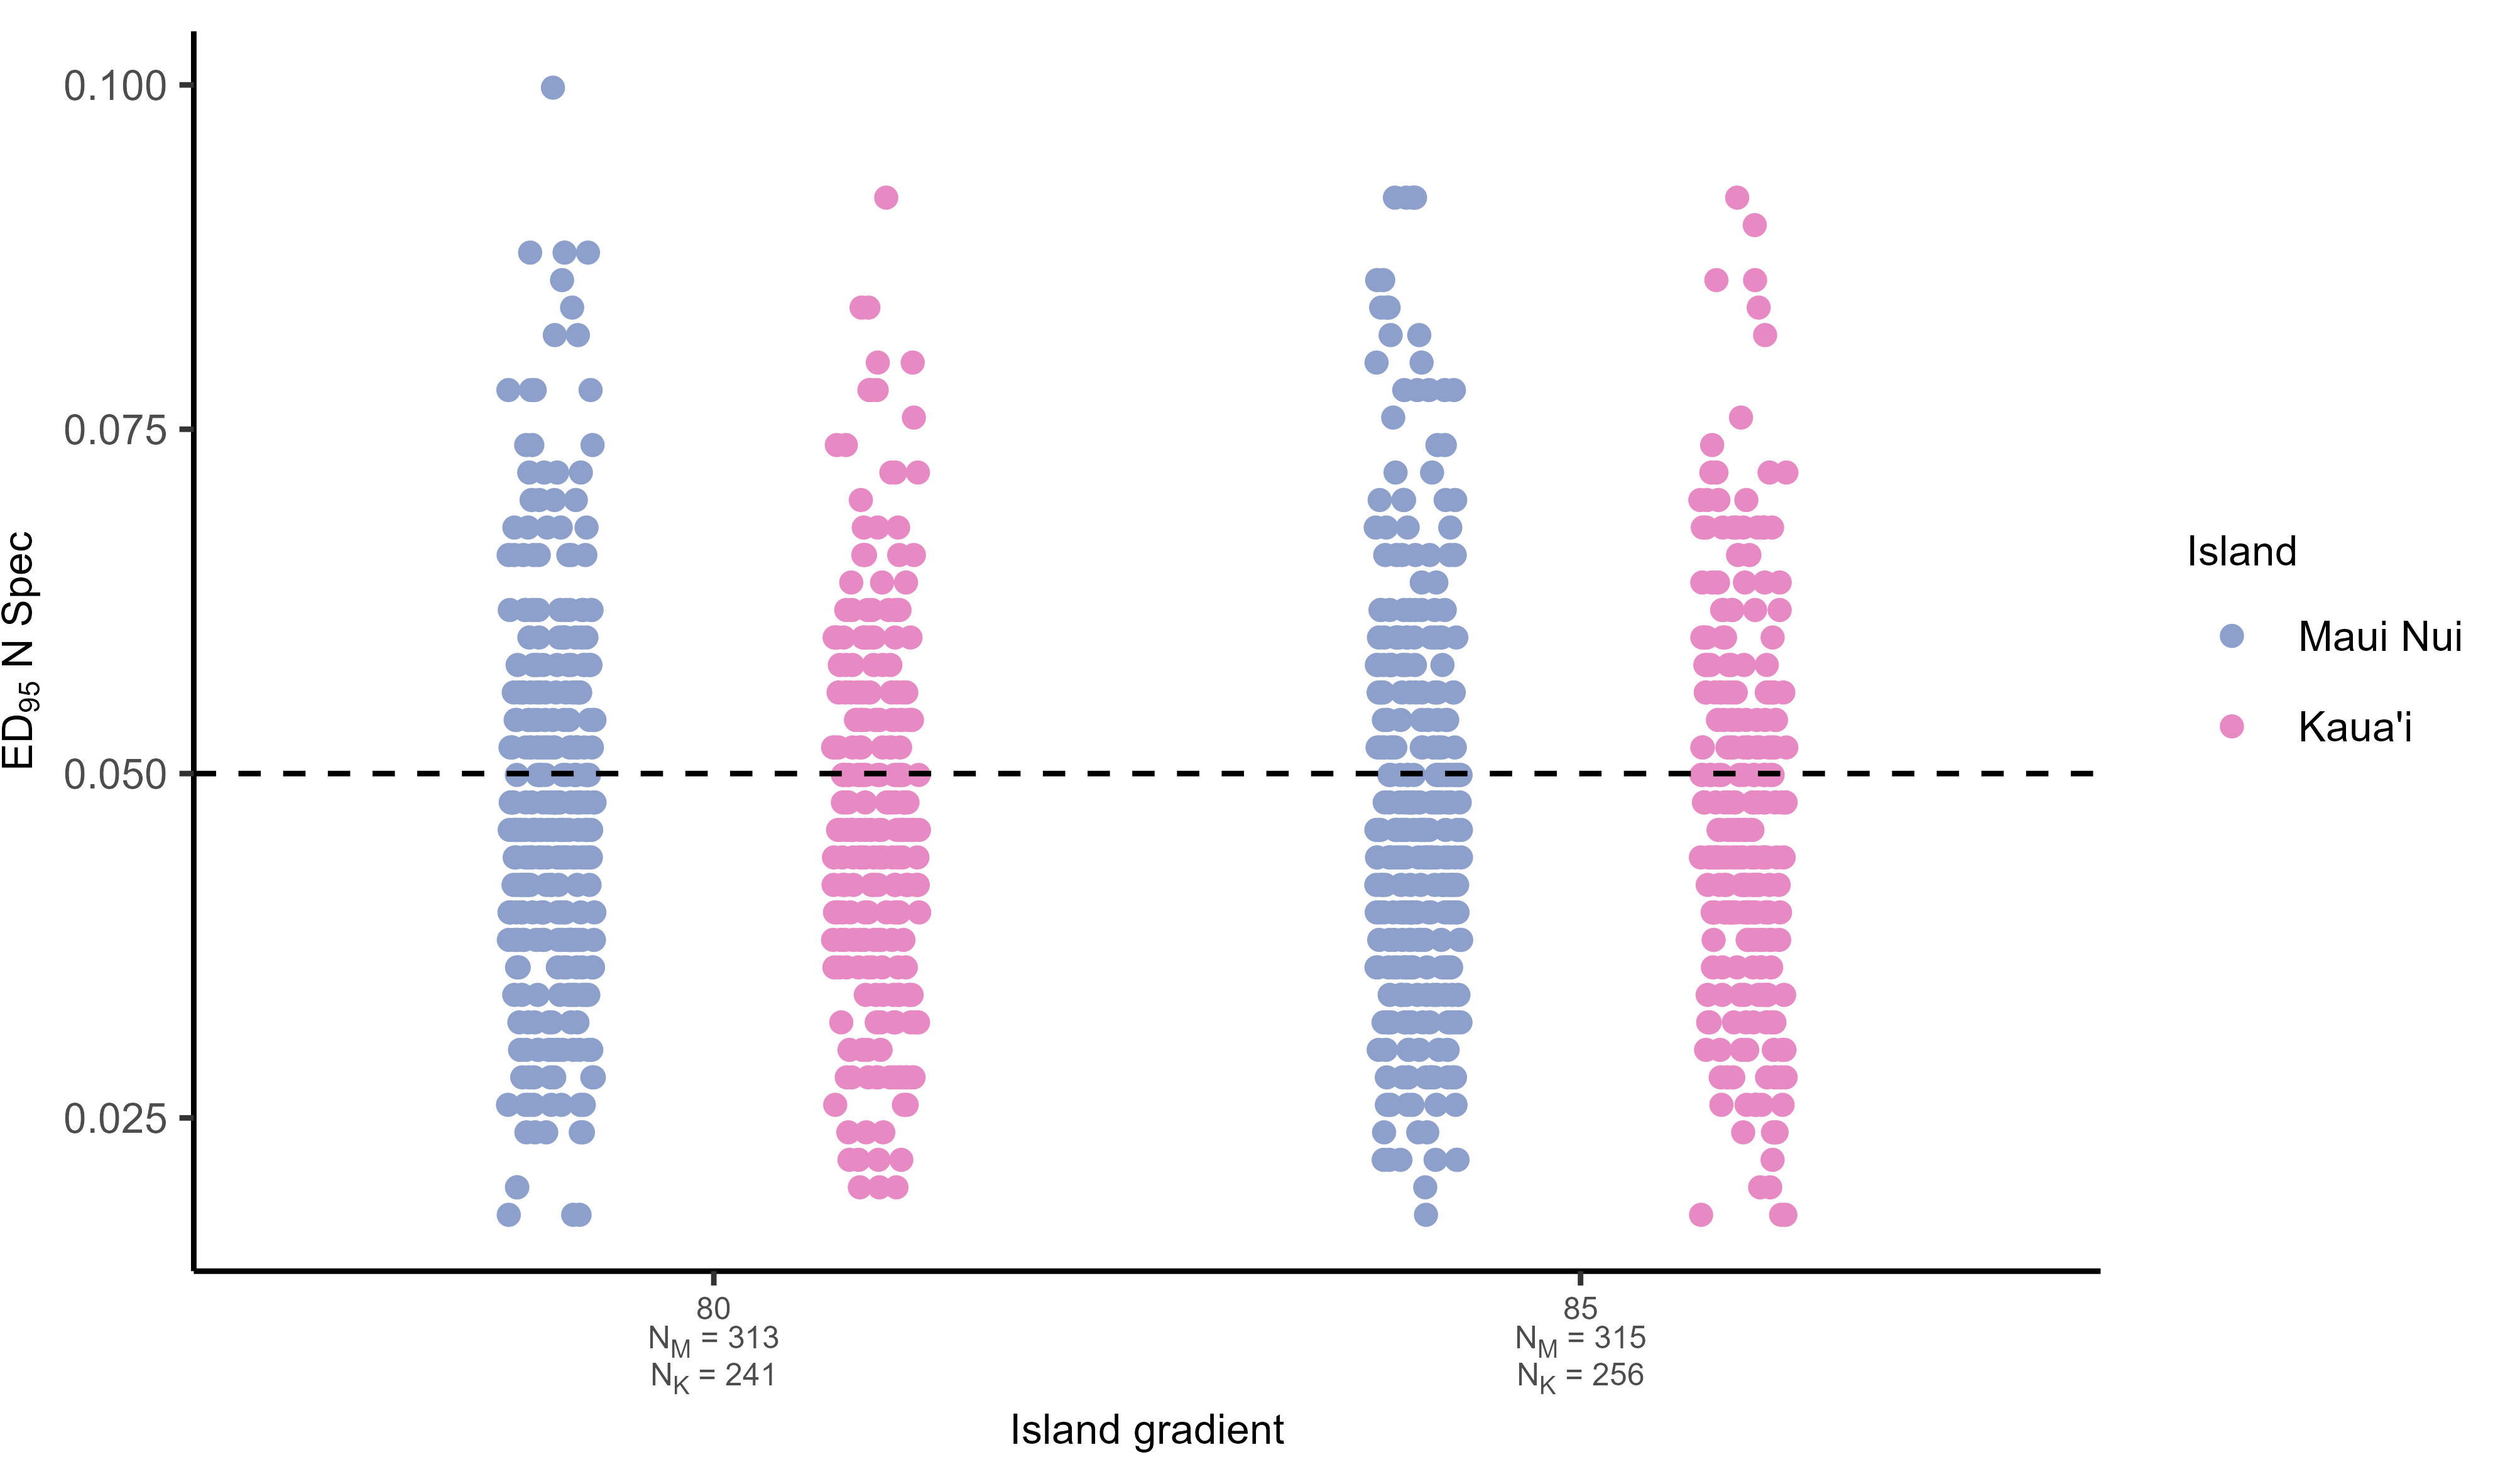 0.100
0.075
0.050
0.025
ED95 N Spec
80
NM = 313
NK = 241
85
NM = 315
NK = 256
Island gradient
Island
Maui Nui
Kaua'i